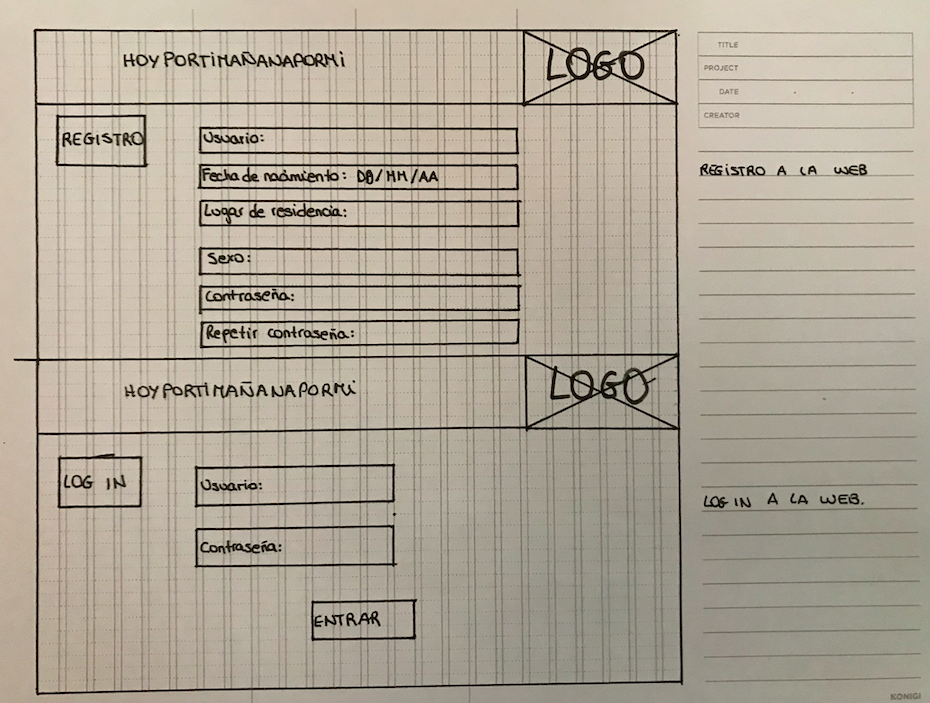 HOYPORTIMAÑANAPORMi
LOGO
TITLE
PROJECT
DATE
CREATOR
REGISTRO
Usuario:
Fecha de nacimiento: DD/MM/AA
Lugar de residencia:
Sexo:
Contraseña:
Repetir contraseña:
REGISTRO A LA WEB
HOYPORTIMAÑANAPORMi
LOGO
LOG IN
Usuario:
Contraseña:
ENTRAR
LOG IN A LA WEB.
KONIGI